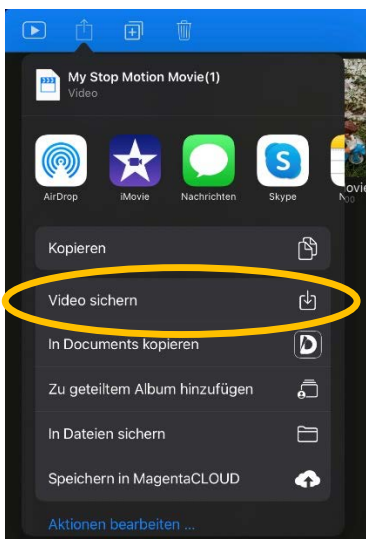 My Stop Motion Movie(1)
Video
AirDrop
iMovie
Nachrichten
Skype
Kopieren
Video sichern
In Documents kopieren
Zu geteiltem Album hinzufügen
In Dateien sichern
Speichern in MagentaCLOUD
Aktionen bearbeiten ...